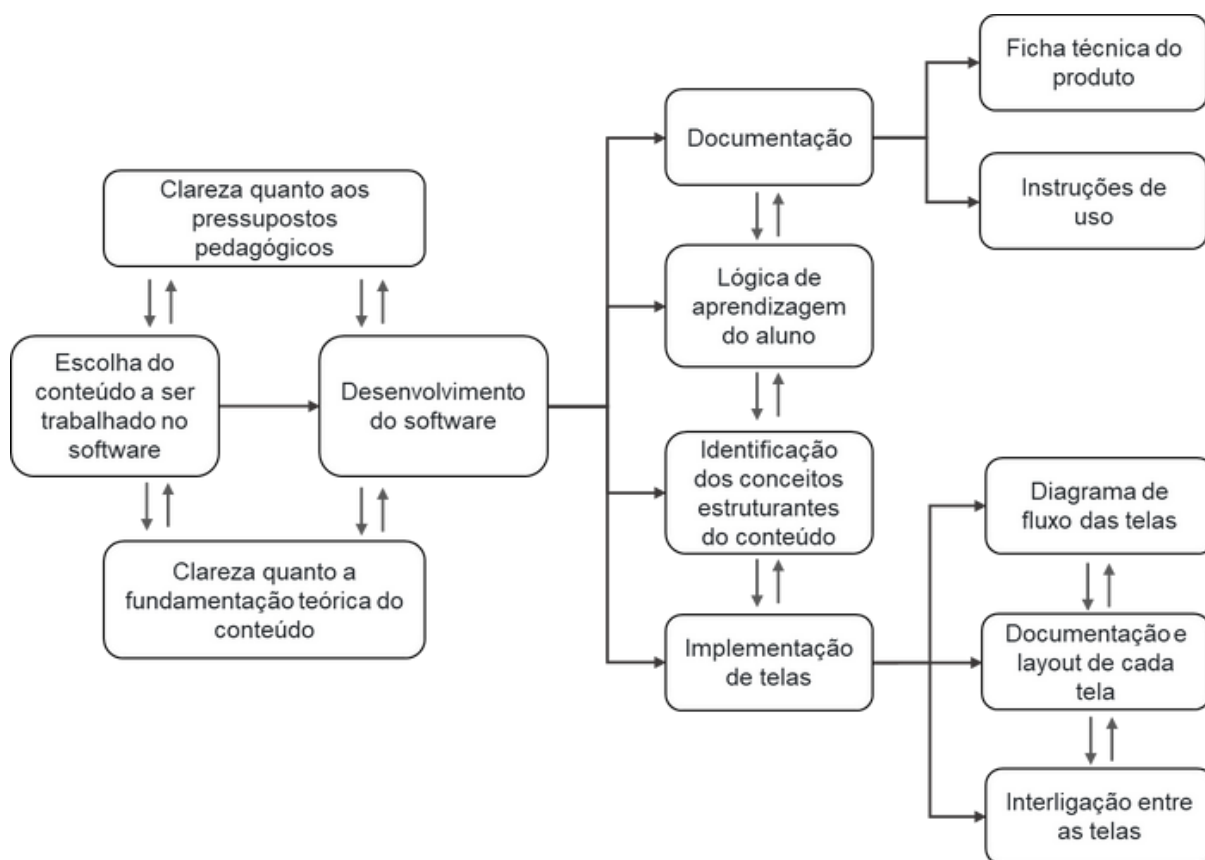 Clareza quanto aos
pressupostos
pedagógicos
Escolha do
conteúdo a ser
trabalhado no
software
Desenvolvimento
do software
Clareza quanto a
fundamentação teórica do
conteúdo
Documentação
Lógica de
aprendizagem
do aluno
Identificação
dos conceitos
estruturantes
do conteúdo
Implementação
de telas
Ficha técnica do
produto
Instruções de
uso
Diagrama de
fluxo das telas
Documentação e
layout de cada
tela
Interligação entre
as telas